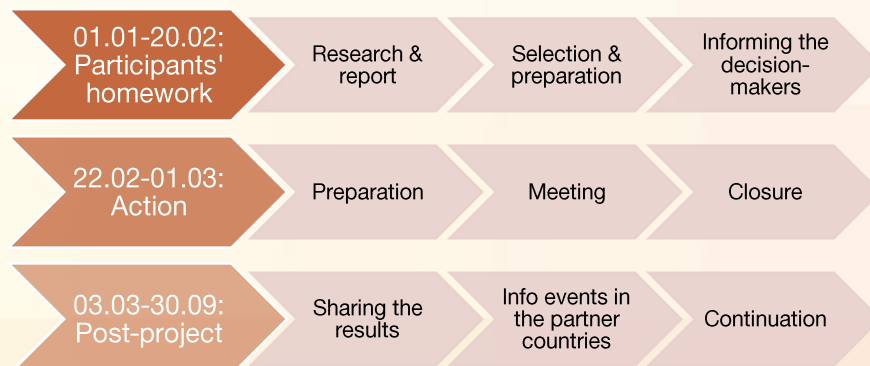 01.01-20.02:
Participants'
homework
Research &
report
Selection &
preparation
Informing the
decision-
makers
22.02-01.03:
Action
Preparation
Meeting
Closure
03.03-30.09:
Post-project
Sharing the
results
Info events in
the partner
countries
Continuation